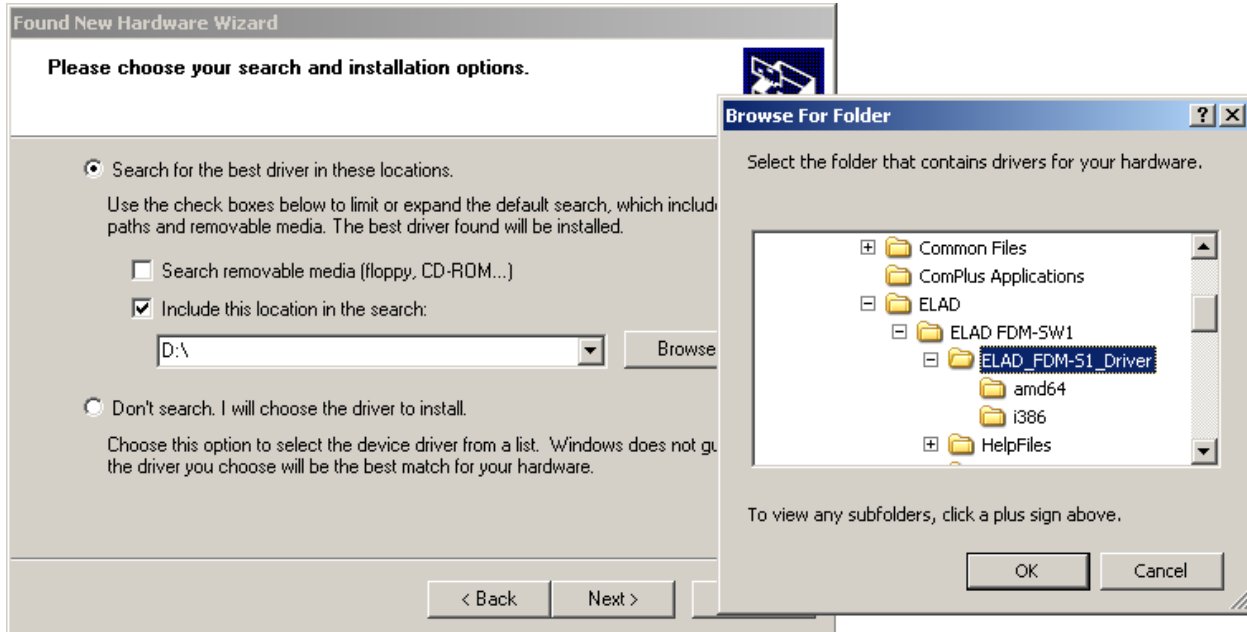 Found New Hardware Wizard
Please choose your search and installation options.
Search for the best driver in these locations.
Use the check boxes below to limit or expand the default search, which
paths and removable media. The best driver found will be installed.
Search removable media (floppy, CD-ROM...)
Include this location in the search:
D:\
Browse
Don't search. I will choose the driver to install.
Choose this option to select the device driver from a list. Windows does not
the driver you choose will be the best match for your hardware.
< Back
Next >
Browse For Folder
Select the folder that contains drivers for your hardware.
Common Files
ComPlus Applications
ELAD
ELAD FDM-SW1
ELAD_FDM-S1_Driver
amd64
i386
HelpFiles
To view any subfolders, click a plus sign above.
OK
Cancel